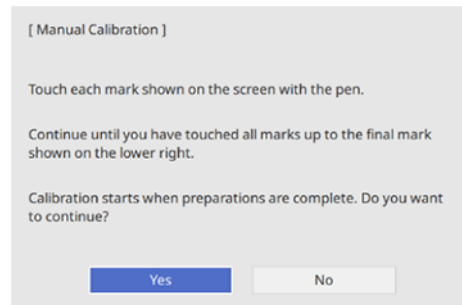 [ Manual Calibration ]
Touch each mark shown on the screen with the pen.
Continue until you have touched all marks up to the final mark
shown on the lower right.
Calibration starts when preparations are complete. Do you want
to continue?
Yes
No